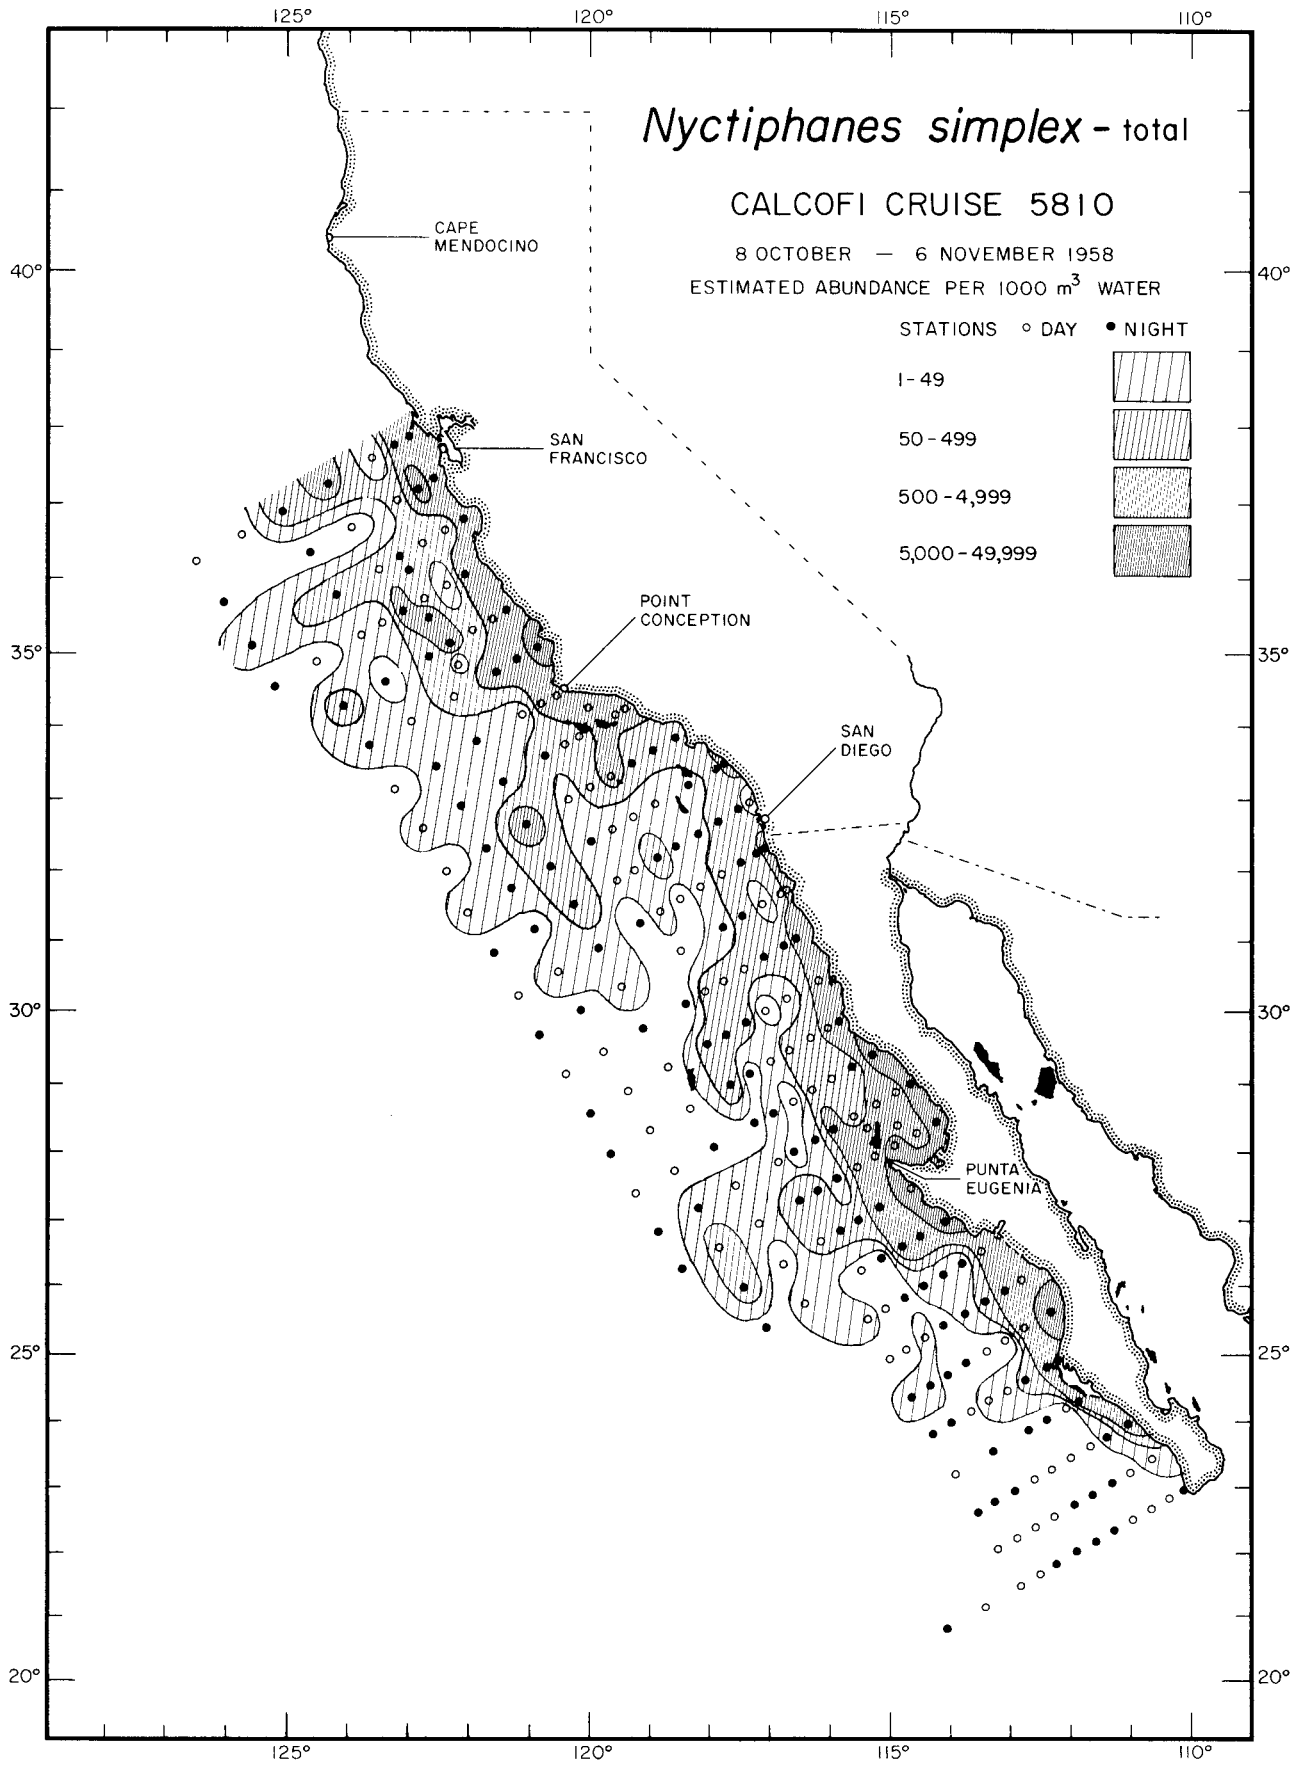 125° 120° 115° 110°
Nyctiphanes simplex - total
CALCOFI CRUISE 5810
8 OCTOBER — 6 NOVEMBER 1958
ESTIMATED ABUNDANCE PER 1000 m³ WATER
STATIONS ○ DAY ● NIGHT
1-49
50-499
500-4,999
5,000-49,999
CAPE
MENDOCINO
40° 40°
SAN
FRANCISCO
POINT
CONCEPTION
35° 35°
SAN
DIEGO
30° 30°
PUNTA
EUGENIA
25° 25°
20° 20°
125° 120° 115° 110°